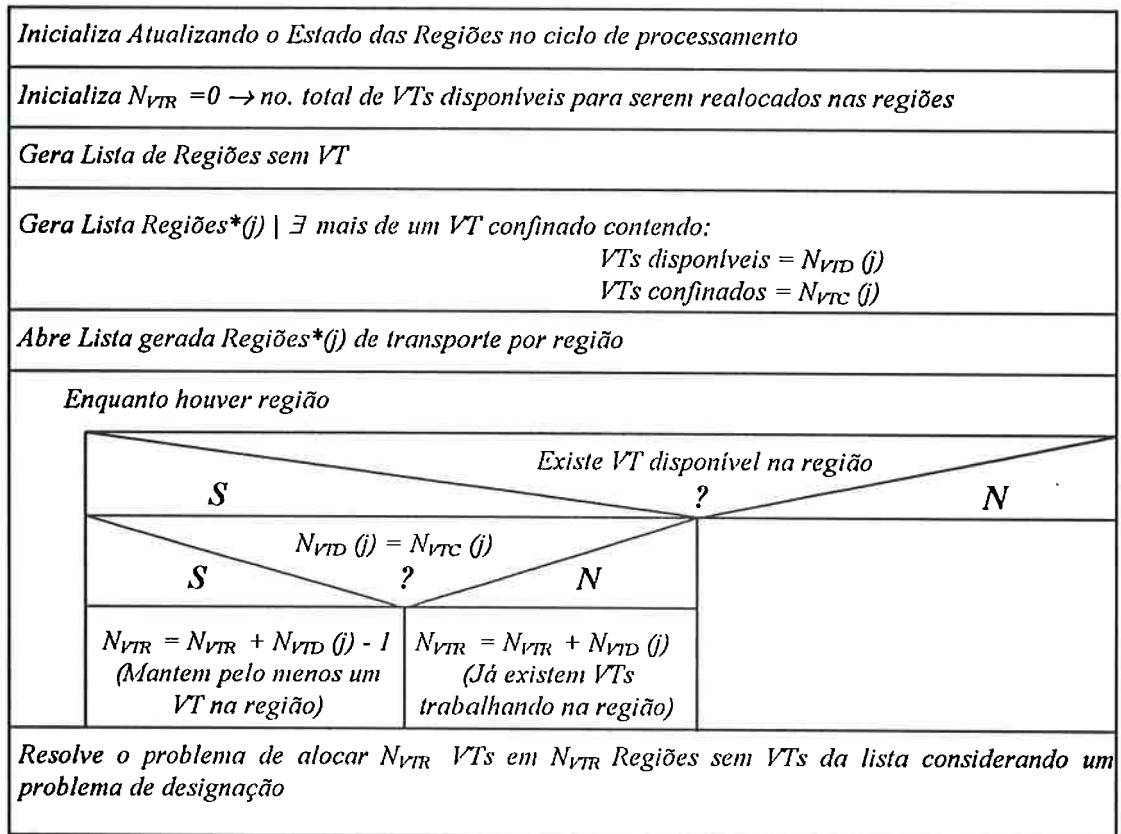 Inicializa Atualizando o Estado das Regiões no ciclo de processamento
Inicializa N_VTR =0 → no. total de VTs disponíveis para serem realocados nas regiões
Gera Lista de Regiões sem VT
Gera Lista Regiões*(j) | ∃ mais de um VT confinado contendo:
VTs disponíveis = N_VTD (j)
VTs confinados = N_VTC (j)
Abre Lista gerada Regiões*(j) de transporte por região
Enquanto houver região
Existe VT disponível na região
S ? N
N_VTD (j) = N_VTC (j)
S ? N
N_VTR = N_VTR + N_VTD (j) - 1
(Mantem pelo menos um
VT na região)
N_VTR = N_VTR + N_VTD (j)
(Já existem VTs
trabalhando na região)
Resolve o problema de alocar N_VTR VTs em N_VTR Regiões sem VTs da lista considerando um
problema de designação